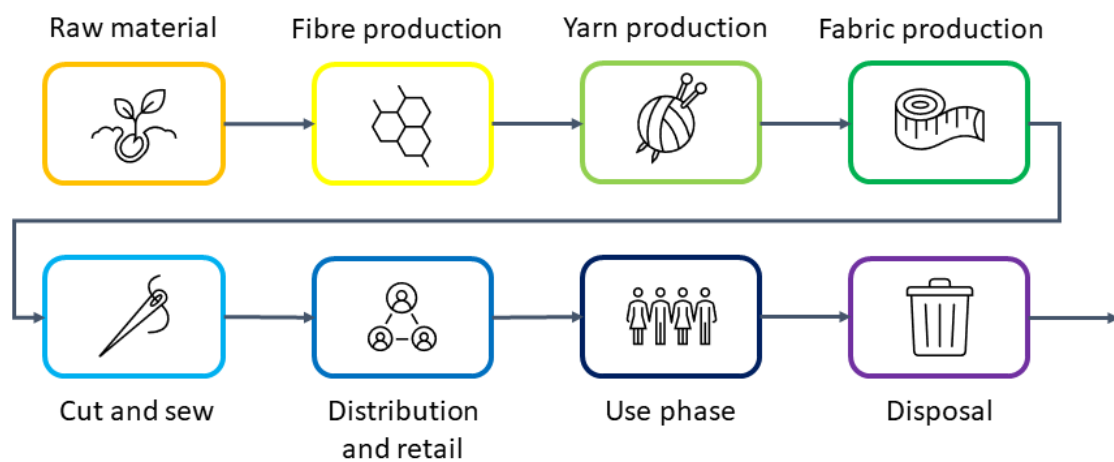 Raw material
Fibre production
Yarn production
Fabric production
Cut and sew
Distribution
and retail
Use phase
Disposal